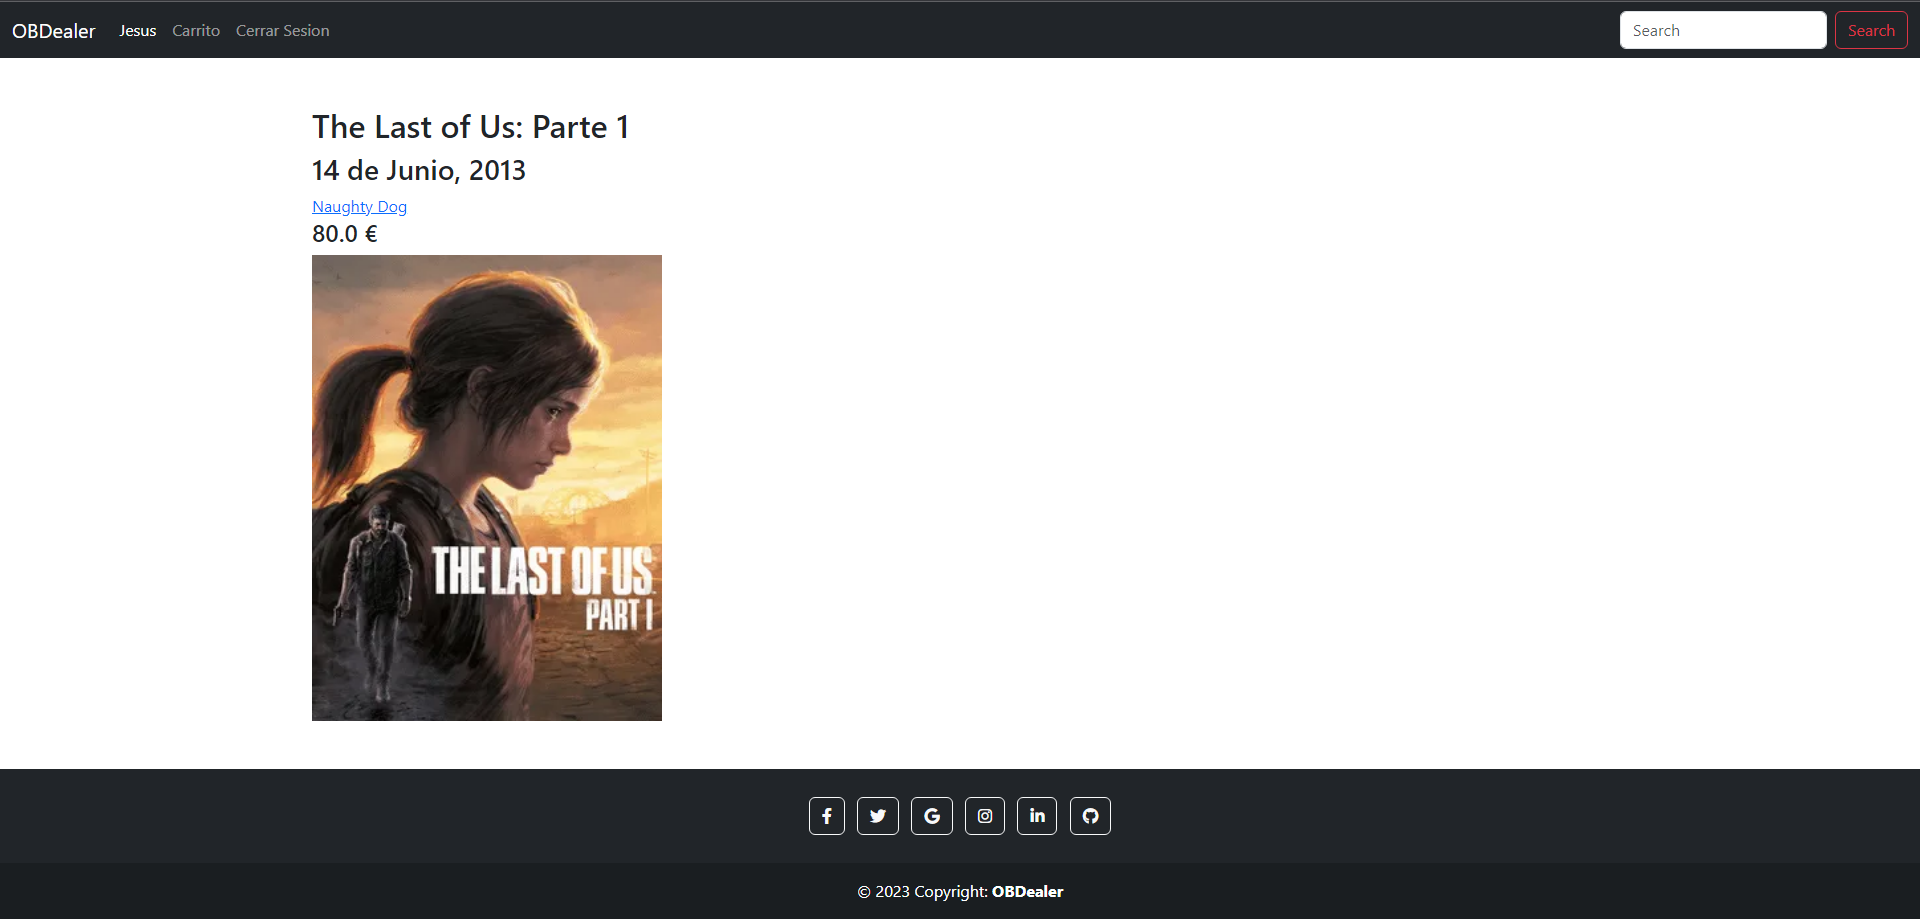 OBDealer Jesus Carrito Cerrar Sesion Search Search
The Last of Us: Parte 1
14 de Junio, 2013
Naughty Dog
80.0 €
THE LAST OF US
PART I
© 2023 Copyright: OBDealer